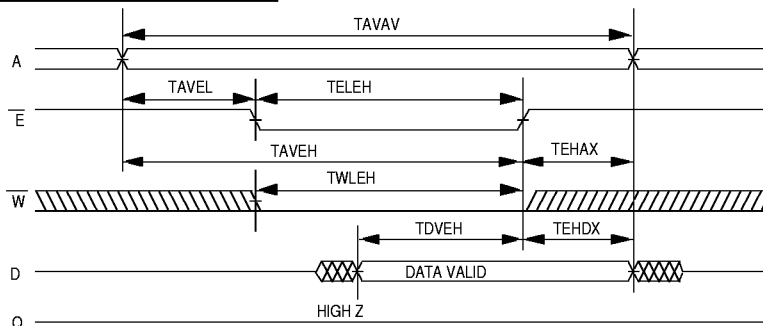 TAVAV
A
TAVEL TELEH
E
TAVEH TEHAX
TWLEH
W
TDVEH TEHDX
D DATA VALID
HIGH Z
Q